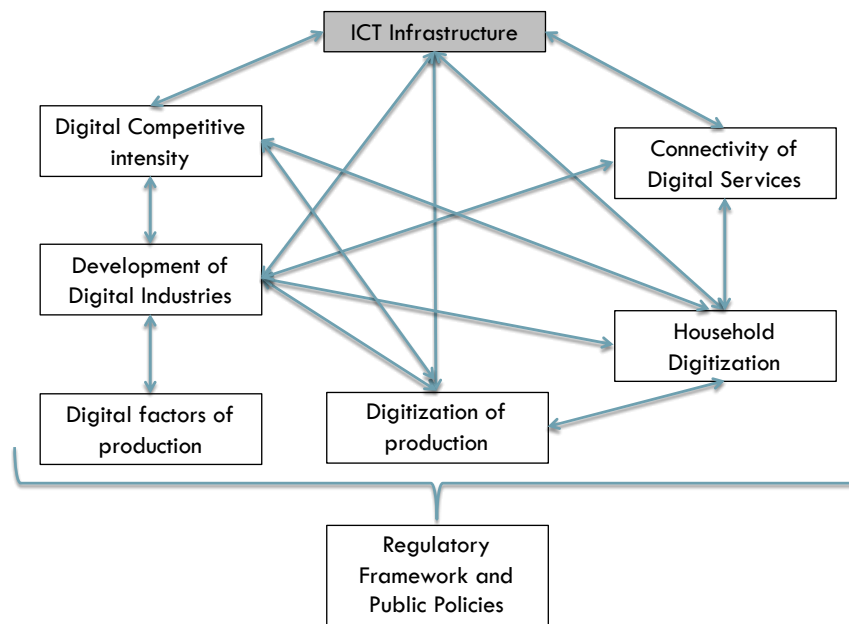 ICT Infrastructure
Digital Competitive
intensity
Connectivity of
Digital Services
Development of
Digital Industries
Household
Digitization
Digital factors of
production
Digitization of
production
Regulatory
Framework and
Public Policies